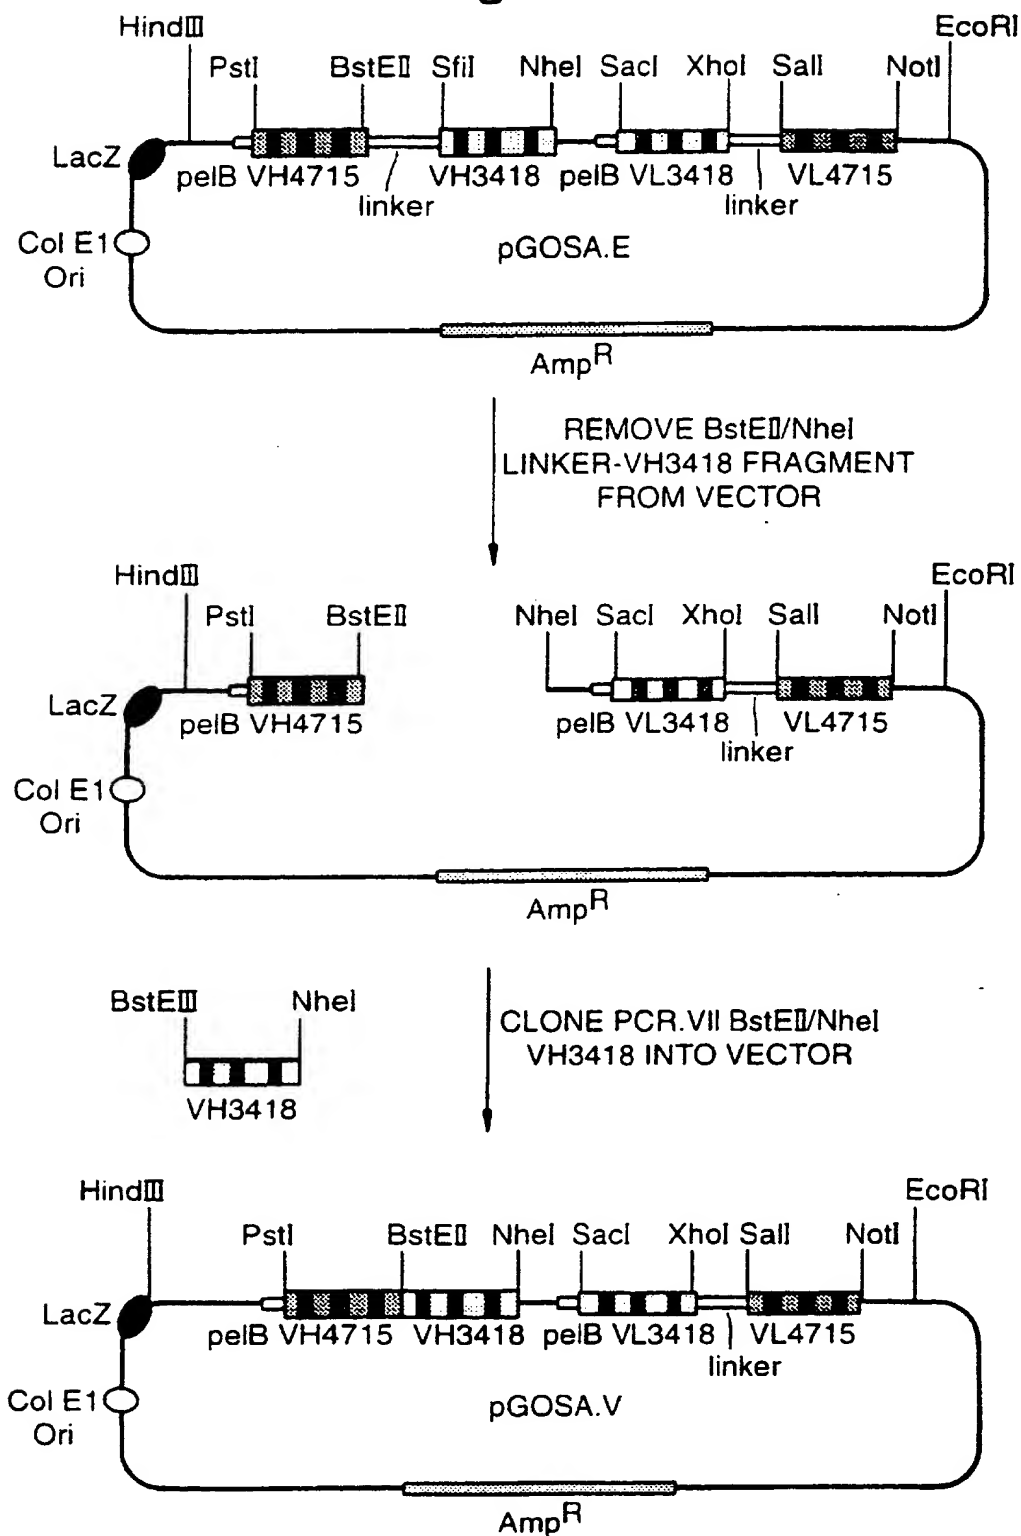 HindⅢ EcoRI
PstI BstEⅡ SfiI NheI SacI XhoI SalI NotI
LacZ
pelB VH4715 VH3418 pelB VL3418 VL4715
linker linker
Col E1
Ori
pGOSA.E
Amp^R
REMOVE BstEⅡ/NheI
LINKER-VH3418 FRAGMENT
FROM VECTOR
HindⅢ EcoRI
PstI BstEⅡ NheI SacI XhoI SalI NotI
LacZ
pelB VH4715 pelB VL3418 VL4715
linker
Col E1
Ori
Amp^R
BstEⅢ NheI
VH3418
CLONE PCR.VII BstEⅡ/NheI
VH3418 INTO VECTOR
HindⅢ EcoRI
PstI BstEⅡ NheI SacI XhoI SalI NotI
LacZ
pelB VH4715 VH3418 pelB VL3418 VL4715
linker
Col E1
Ori
pGOSA.V
Amp^R